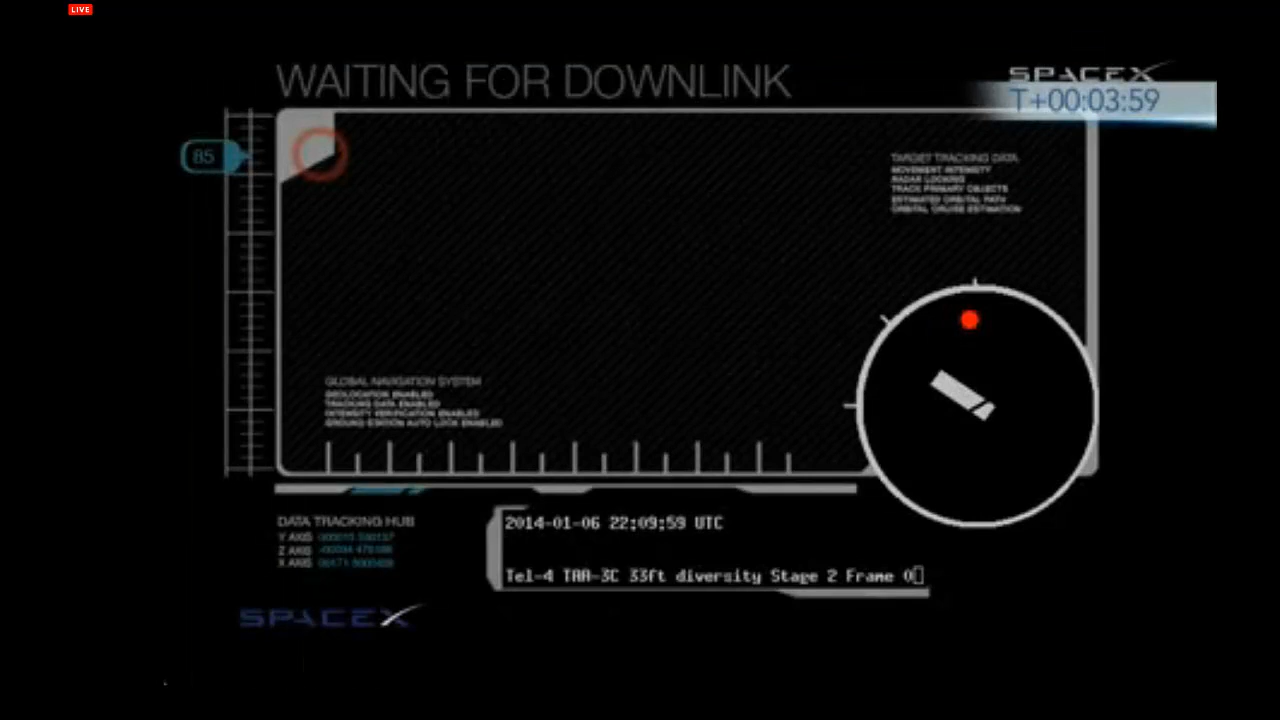 LIVE
WAITING FOR DOWNLINK
SPACEX
T+00:03:59
85
TARGET TRACKING DATA
MOVEMENT INTENSITY
RADAR LOCKING
TRACK PRIMARY OBJECTS
ESTIMATED ORBITAL PATH
ORBITAL CRUISE ESTIMATION
GLOBAL NAVIGATION SYSTEM
GEOLOCATION ENABLED
TRACKING DATA ENABLED
INTENSITY VERIFICATION ENABLED
GROUND STATION AUTO LOCK ENABLED
DATA TRACKING HUB
Y AXIS
Z AXIS
X AXIS
2014-01-06 22:09:59 UTC
Tel-4 TAA-3C 33ft diversity Stage 2 Frame 0
SPACEX